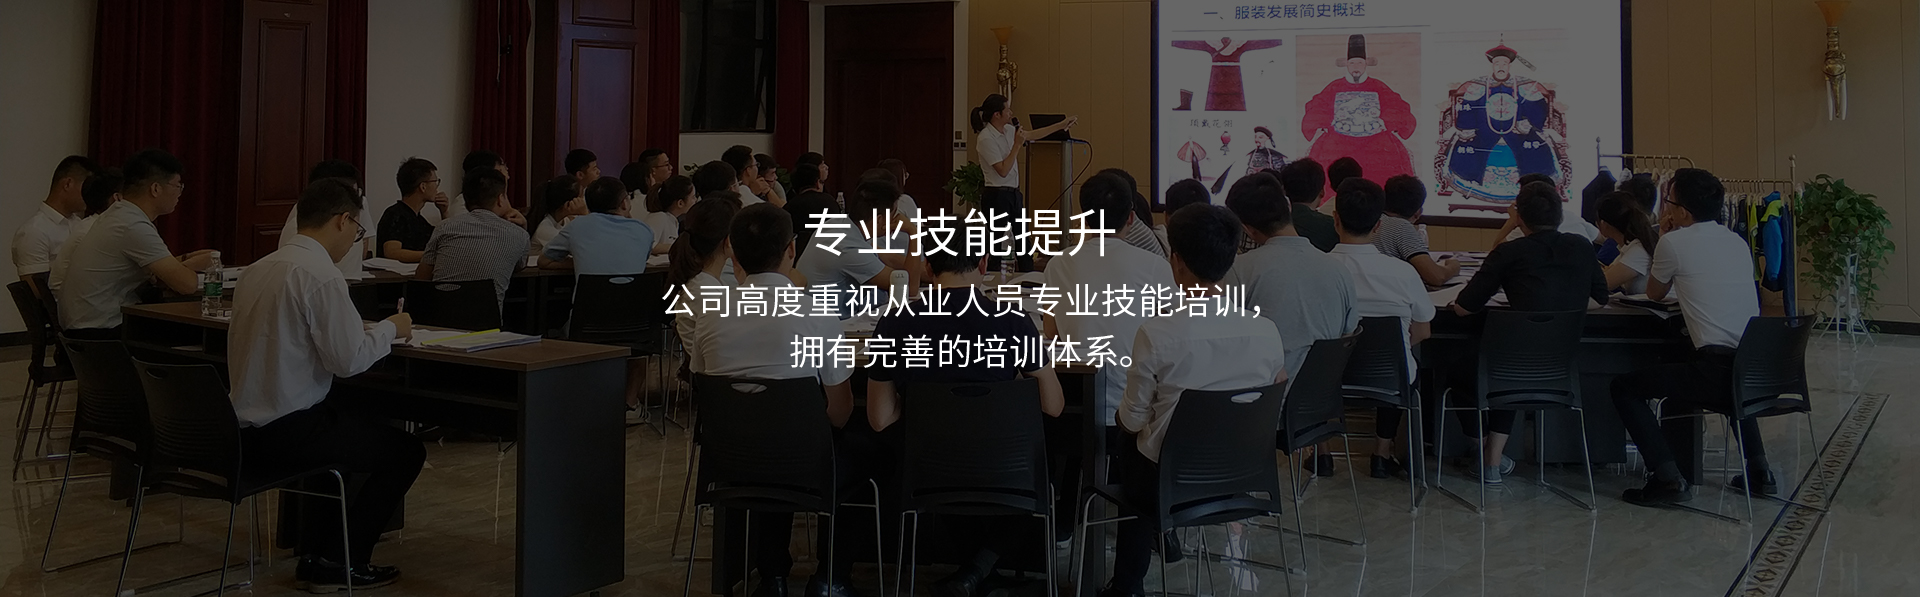 一、服装发展简史概述
专业技能提升
公司高度重视从业人员专业技能培训，
拥有完善的培训体系。